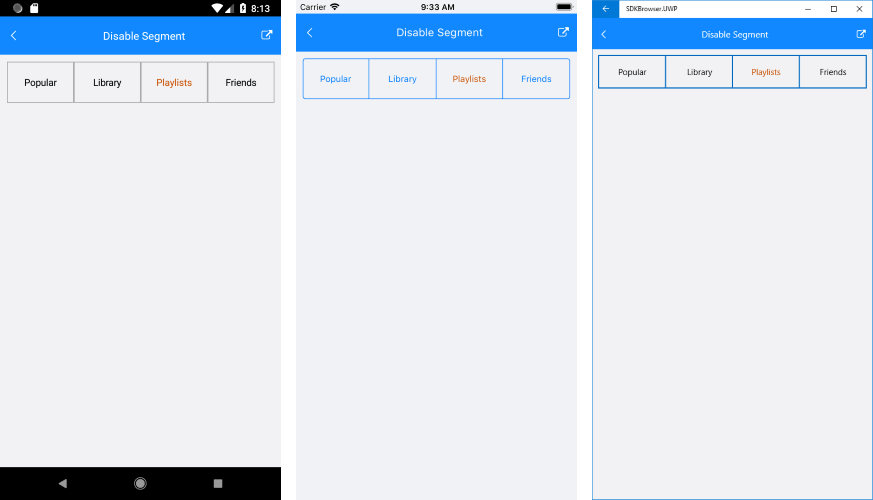 8:13
Disable Segment
Popular Library Playlists Friends
Carrier 9:33 AM
Disable Segment
Popular Library Playlists Friends
SDKBrowser.UWP
Disable Segment
Popular Library Playlists Friends